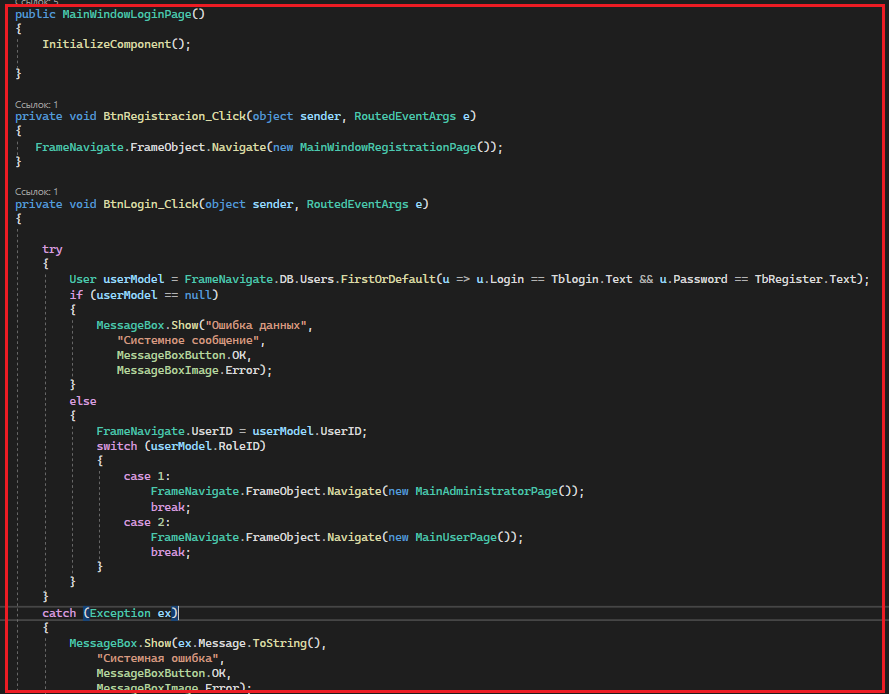 Ссылок: 5
public MainWindowLoginPage()
{
InitializeComponent();
}
Ссылок: 1
private void BtnRegistracion_Click(object sender, RoutedEventArgs e)
{
FrameNavigate.FrameObject.Navigate(new MainWindowRegistrationPage());
}
Ссылок: 1
private void BtnLogin_Click(object sender, RoutedEventArgs e)
{
try
{
User userModel = FrameNavigate.DB.Users.FirstOrDefault(u => u.Login == Tblogin.Text && u.Password == TbRegister.Text);
if (userModel == null)
{
MessageBox.Show("Ошибка данных",
"Системное сообщение",
MessageBoxButton.OK,
MessageBoxImage.Error);
}
else
{
FrameNavigate.UserID = userModel.UserID;
switch (userModel.RoleID)
{
case 1:
FrameNavigate.FrameObject.Navigate(new MainAdministratorPage());
break;
case 2:
FrameNavigate.FrameObject.Navigate(new MainUserPage());
break;
}
}
}
catch (Exception ex)
{
MessageBox.Show(ex.Message.ToString(),
"Системная ошибка",
MessageBoxButton.OK,
MessageBoxImage.Error);